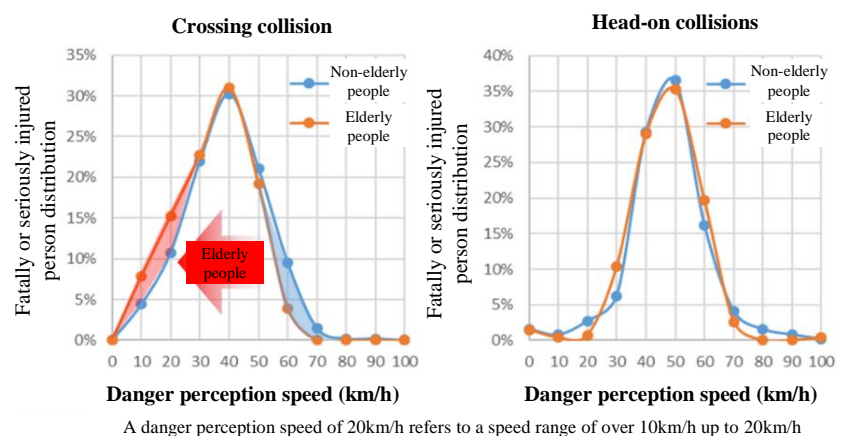 Crossing collision
Fatally or seriously injured
person distribution
35%
30%
25%
20%
15%
10%
5%
0%
Non-elderly
people
Elderly
people
Elderly
people
0 10 20 30 40 50 60 70 80 90 100
Danger perception speed (km/h)
Head-on collisions
Fatally or seriously injured
person distribution
40%
35%
30%
25%
20%
15%
10%
5%
0%
Non-elderly
people
Elderly
people
0 10 20 30 40 50 60 70 80 90 100
Danger perception speed (km/h)
A danger perception speed of 20km/h refers to a speed range of over 10km/h up to 20km/h